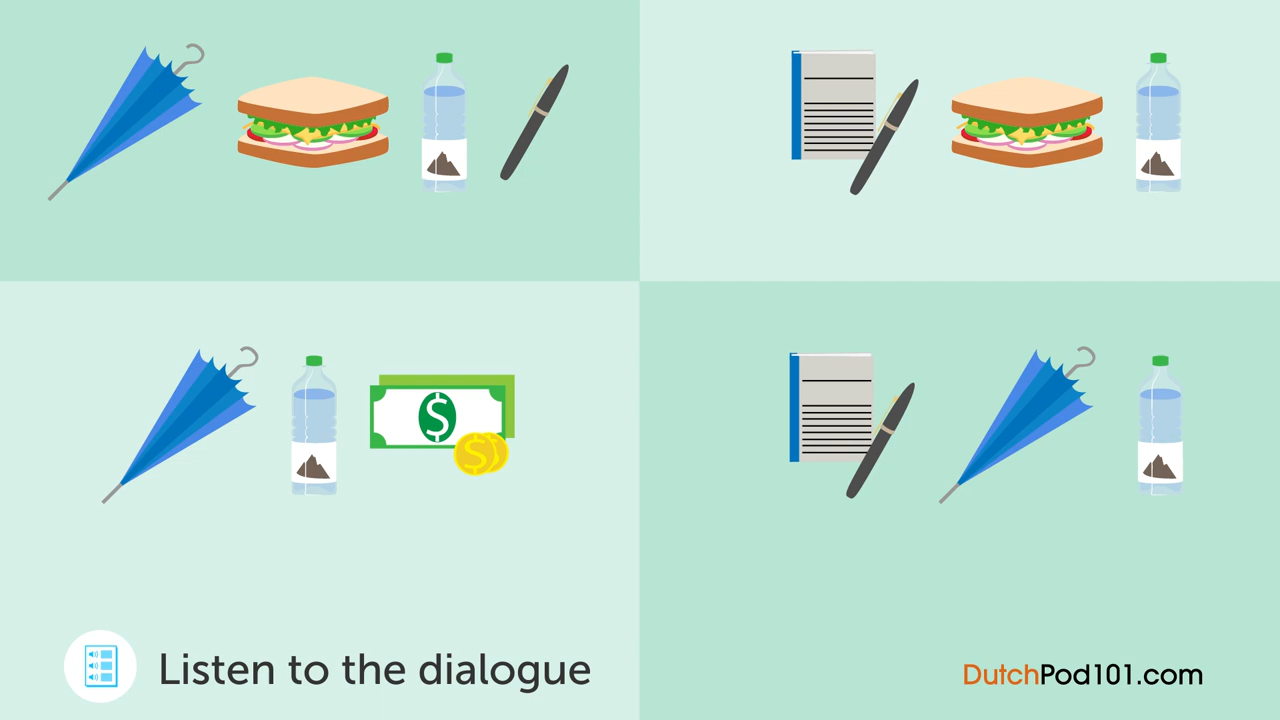 $
$ $
Listen to the dialogue
DutchPod101.com